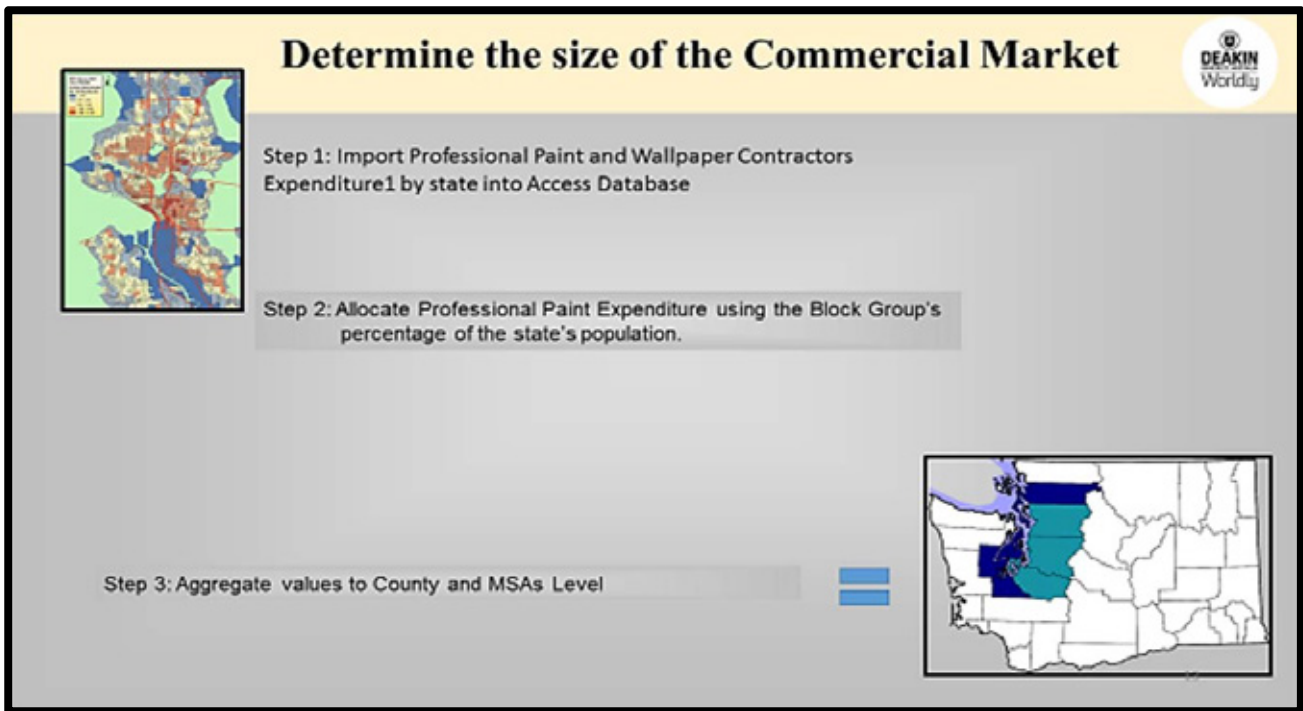 Determine the size of the Commercial Market
DEAKIN
Worldly
Step 1: Import Professional Paint and Wallpaper Contractors
Expenditure1 by state into Access Database
Step 2: Allocate Professional Paint Expenditure using the Block Group's
percentage of the state's population.
Step 3: Aggregate values to County and MSAs Level